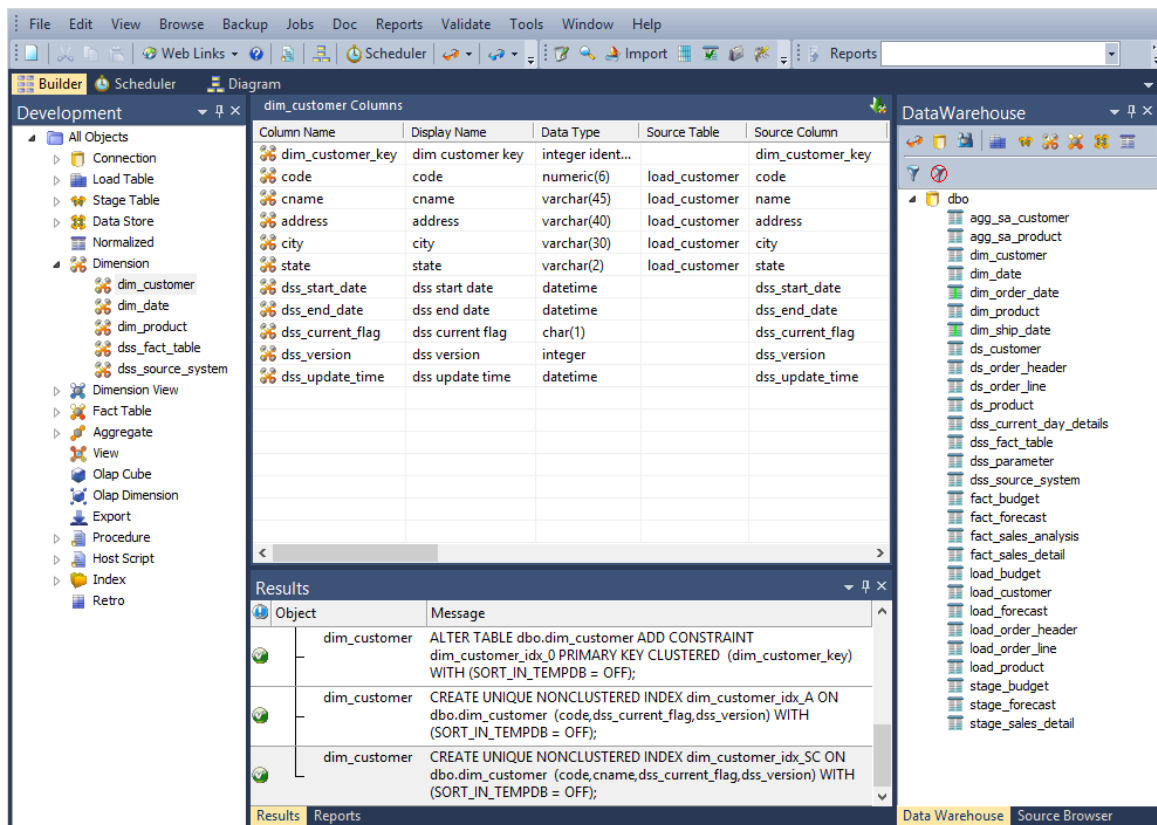 File Edit View Browse Backup Jobs Doc Reports Validate Tools Window Help
Web Links Scheduler Import Reports
Builder Scheduler Diagram
Development
All Objects
Connection
Load Table
Stage Table
Data Store
Normalized
Dimension
dim_customer
dim_date
dim_product
dss_fact_table
dss_source_system
Dimension View
Fact Table
Aggregate
View
Olap Cube
Olap Dimension
Export
Procedure
Host Script
Index
Retro
dim_customer Columns
Column Name Display Name Data Type Source Table Source Column
dim_customer_key dim customer key integer ident... dim_customer_key
code code numeric(6) load_customer code
cname cname varchar(45) load_customer name
address address varchar(40) load_customer address
city city varchar(30) load_customer city
state state varchar(2) load_customer state
dss_start_date dss start date datetime dss_start_date
dss_end_date dss end date datetime dss_end_date
dss_current_flag dss current flag char(1) dss_current_flag
dss_version dss version integer dss_version
dss_update_time dss update time datetime dss_update_time
Results
Object Message
dim_customer ALTER TABLE dbo.dim_customer ADD CONSTRAINT
dim_customer_idx_0 PRIMARY KEY CLUSTERED (dim_customer_key)
WITH (SORT_IN_TEMPDB = OFF);
dim_customer CREATE UNIQUE NONCLUSTERED INDEX dim_customer_idx_A ON
dbo.dim_customer (code,dss_current_flag,dss_version) WITH
(SORT_IN_TEMPDB = OFF);
dim_customer CREATE UNIQUE NONCLUSTERED INDEX dim_customer_idx_SC ON
dbo.dim_customer (code,cname,dss_current_flag,dss_version) WITH
(SORT_IN_TEMPDB = OFF);
Results Reports
DataWarehouse
dbo
agg_sa_customer
agg_sa_product
dim_customer
dim_date
dim_order_date
dim_product
dim_ship_date
ds_customer
ds_order_header
ds_order_line
ds_product
dss_current_day_details
dss_fact_table
dss_parameter
dss_source_system
fact_budget
fact_forecast
fact_sales_analysis
fact_sales_detail
load_budget
load_customer
load_forecast
load_order_header
load_order_line
load_product
stage_budget
stage_forecast
stage_sales_detail
Data Warehouse Source Browser